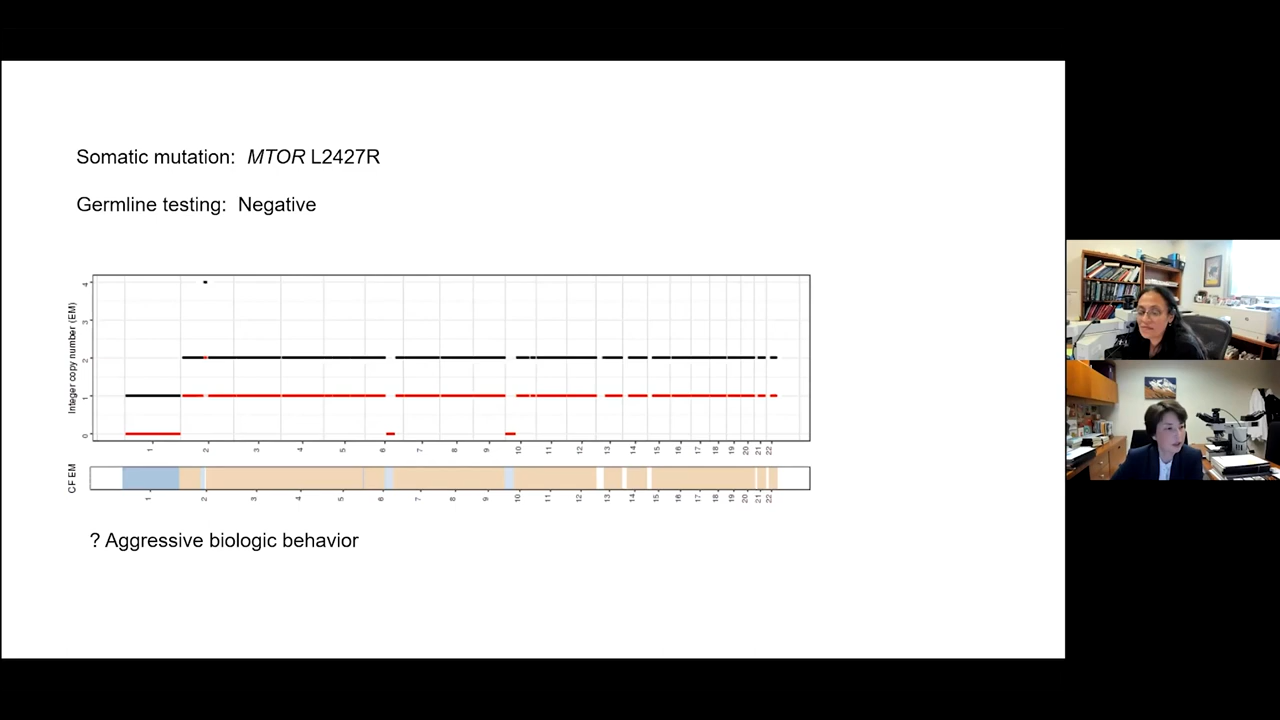 Somatic mutation: MTOR L2427R
Germline testing: Negative
Integer copy number (EM)
4
3
2
1
0
1 2 3 4 5 6 7 8 9 10 11 12 13 14 15 16 17 18 19 20 21 22
CF EM
1 2 3 4 5 6 7 8 9 10 11 12 13 14 15 16 17 18 19 20 21 22
? Aggressive biologic behavior